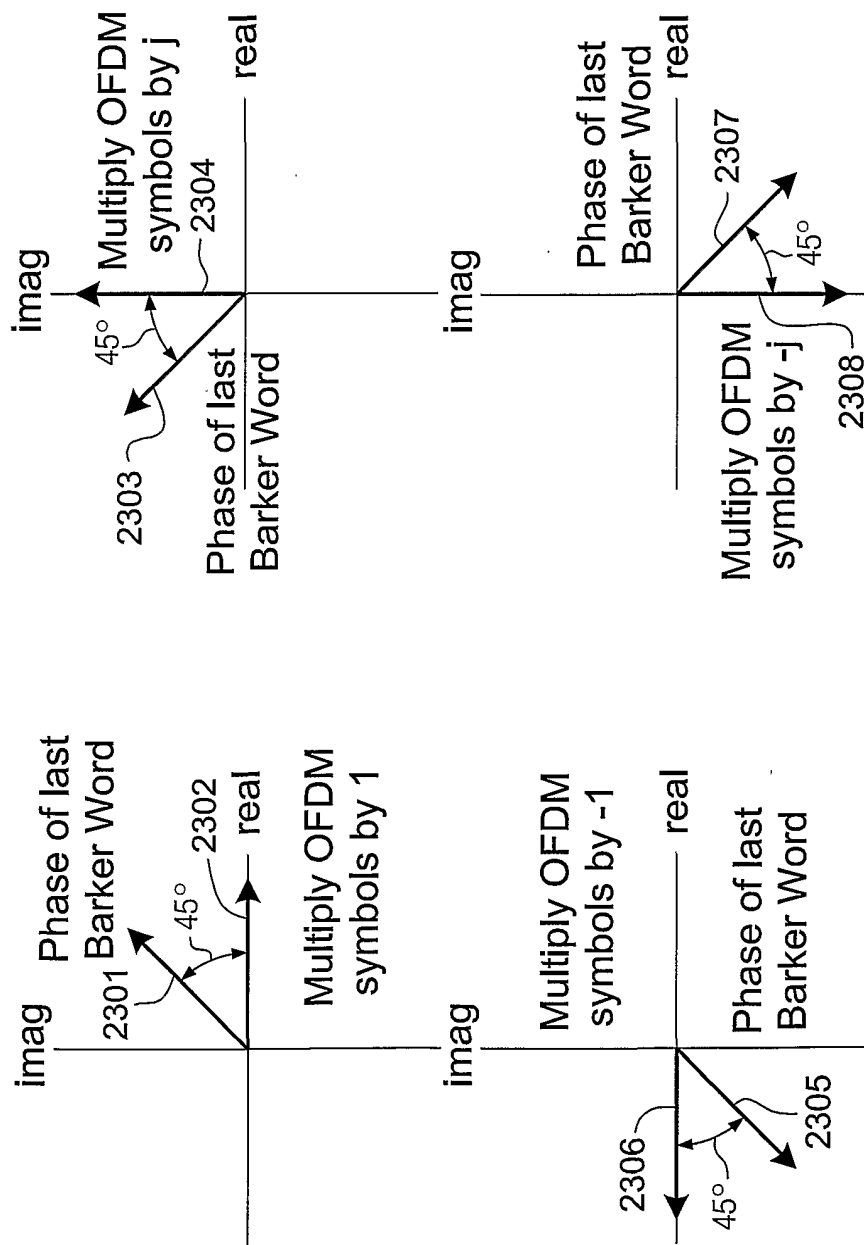 imag
Phase of last
Barker Word
2301
45°
2302
real
Multiply OFDM
symbols by 1
imag
Multiply OFDM
symbols by j
2304
45°
real
2303
Phase of last
Barker Word
imag
Multiply OFDM
symbols by -1
real
2306
45°
2305
Phase of last
Barker Word
imag
Phase of last
Barker Word
real
2307
45°
Multiply OFDM
symbols by -j
2308